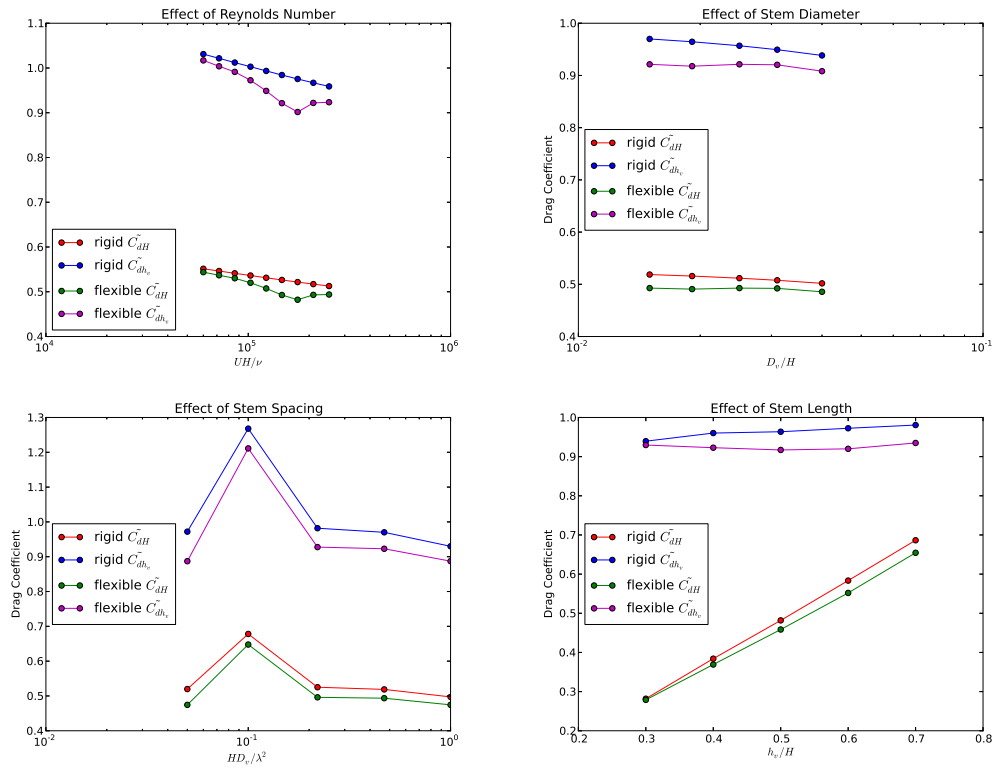 Effect of Reynolds Number
1.1
1.0
0.9
0.8
0.7
0.6
0.5
0.4
rigid C̃_dH
rigid C̃_dh_v
flexible C̃_dH
flexible C̃_dh_v
10^4 10^5 10^6
UH/ν
Effect of Stem Diameter
Drag Coefficient
1.0
0.9
0.8
0.7
0.6
0.5
0.4
rigid C̃_dH
rigid C̃_dh_v
flexible C̃_dH
flexible C̃_dh_v
10^-2 10^-1
D_v/H
Effect of Stem Spacing
Drag Coefficient
1.3
1.2
1.1
1.0
0.9
0.8
0.7
0.6
0.5
0.4
rigid C̃_dH
rigid C̃_dh_v
flexible C̃_dH
flexible C̃_dh_v
10^-2 10^-1 10^0
HD_v/λ^2
Effect of Stem Length
Drag Coefficient
1.0
0.9
0.8
0.7
0.6
0.5
0.4
0.3
0.2
rigid C̃_dH
rigid C̃_dh_v
flexible C̃_dH
flexible C̃_dh_v
0.2 0.3 0.4 0.5 0.6 0.7 0.8
h_v/H